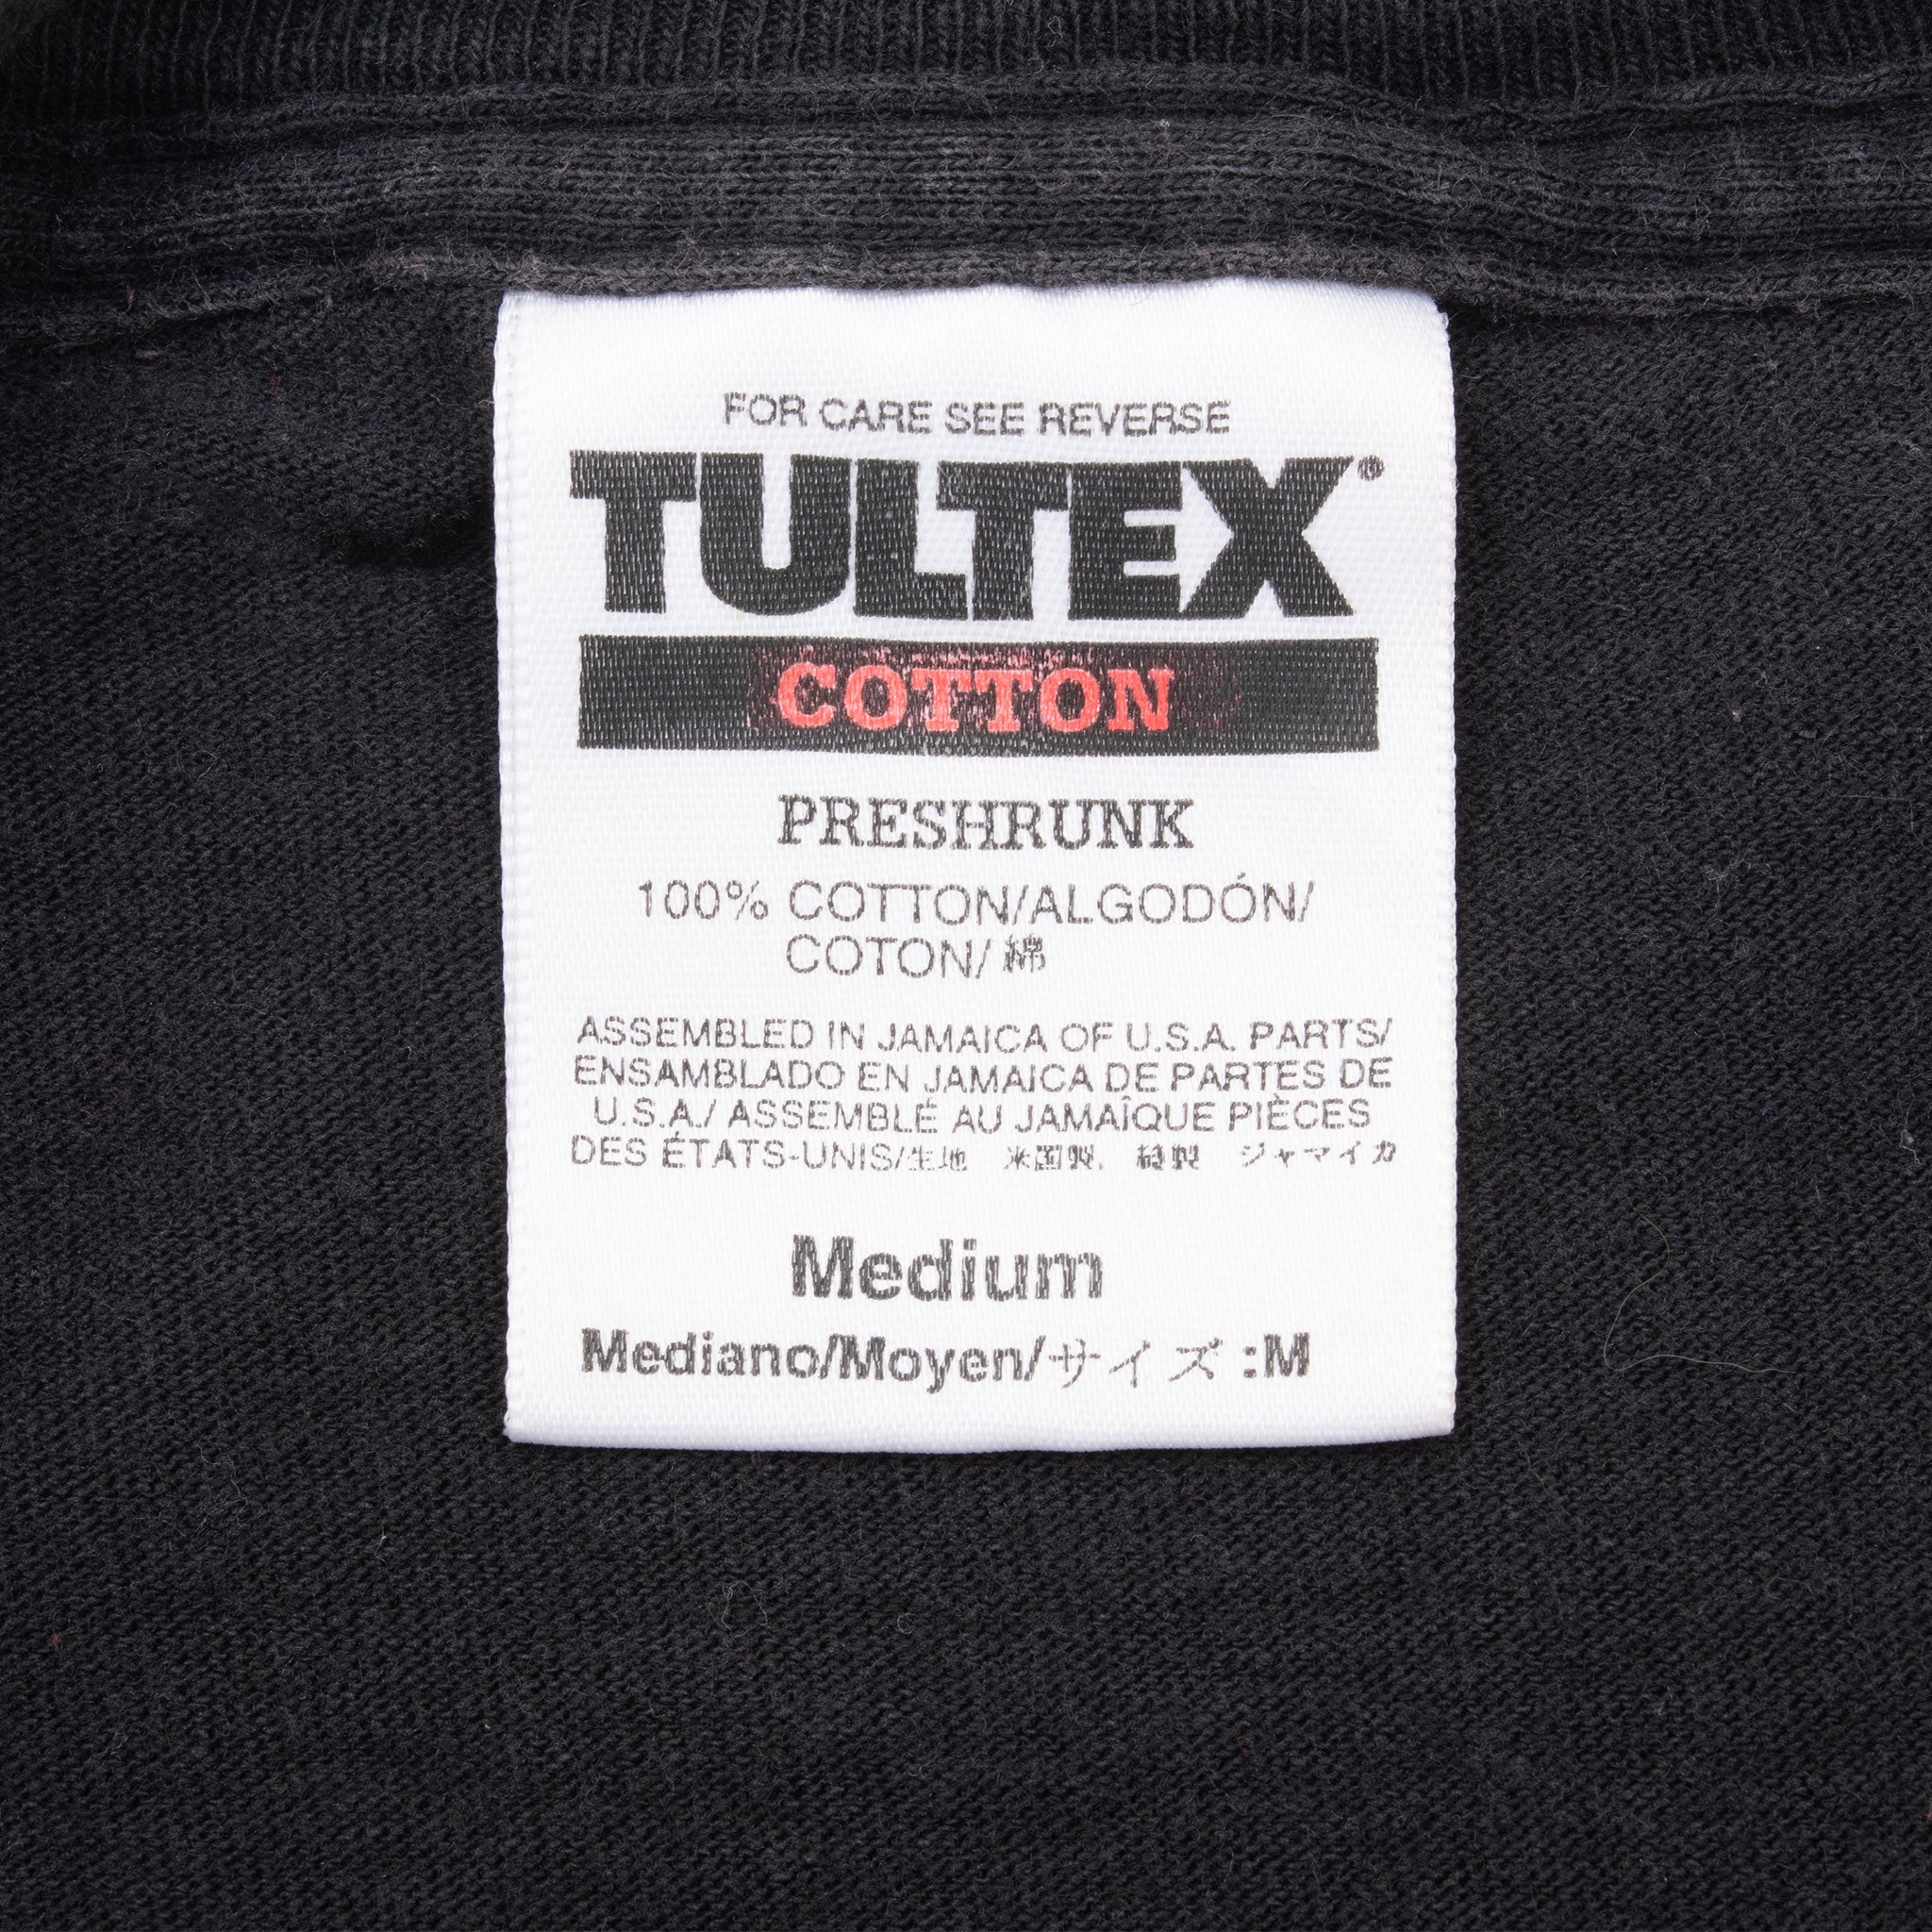 FOR CARE SEE REVERSE
TULTEX®
COTTON
PRESHRUNK
100% COTTON/ALGODÓN/
COTON/ 綿
ASSEMBLED IN JAMAICA OF U.S.A. PARTS/
ENSAMBLADO EN JAMAICA DE PARTES DE
U.S.A./ ASSEMBLÉ AU JAMAÎQUE PIÈCES
DES ÉTATS-UNIS/生地 米国製. 縫製 ジャマイカ
Medium
Mediano/Moyen/サイズ :M